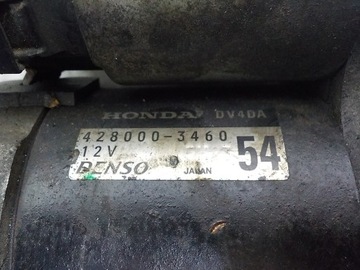 HONDA DV4DA
428000-3460
12V
DENSO JAPAN 54